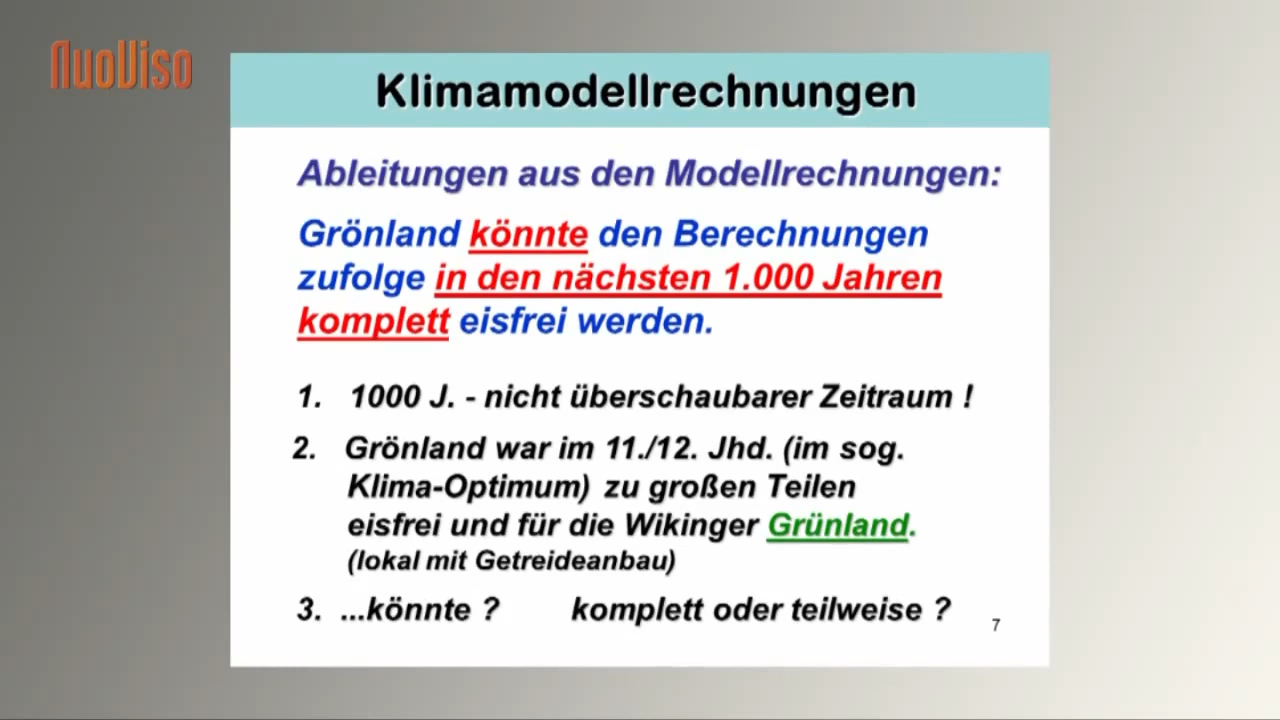 NuoViso
Klimamodellrechnungen
Ableitungen aus den Modellrechnungen:
Grönland könnte den Berechnungen
zufolge in den nächsten 1.000 Jahren
komplett eisfrei werden.
1. 1000 J. - nicht überschaubarer Zeitraum !
2. Grönland war im 11./12. Jhd. (im sog.
Klima-Optimum) zu großen Teilen
eisfrei und für die Wikinger Grünland.
(lokal mit Getreideanbau)
3. ...könnte ? komplett oder teilweise ?
7